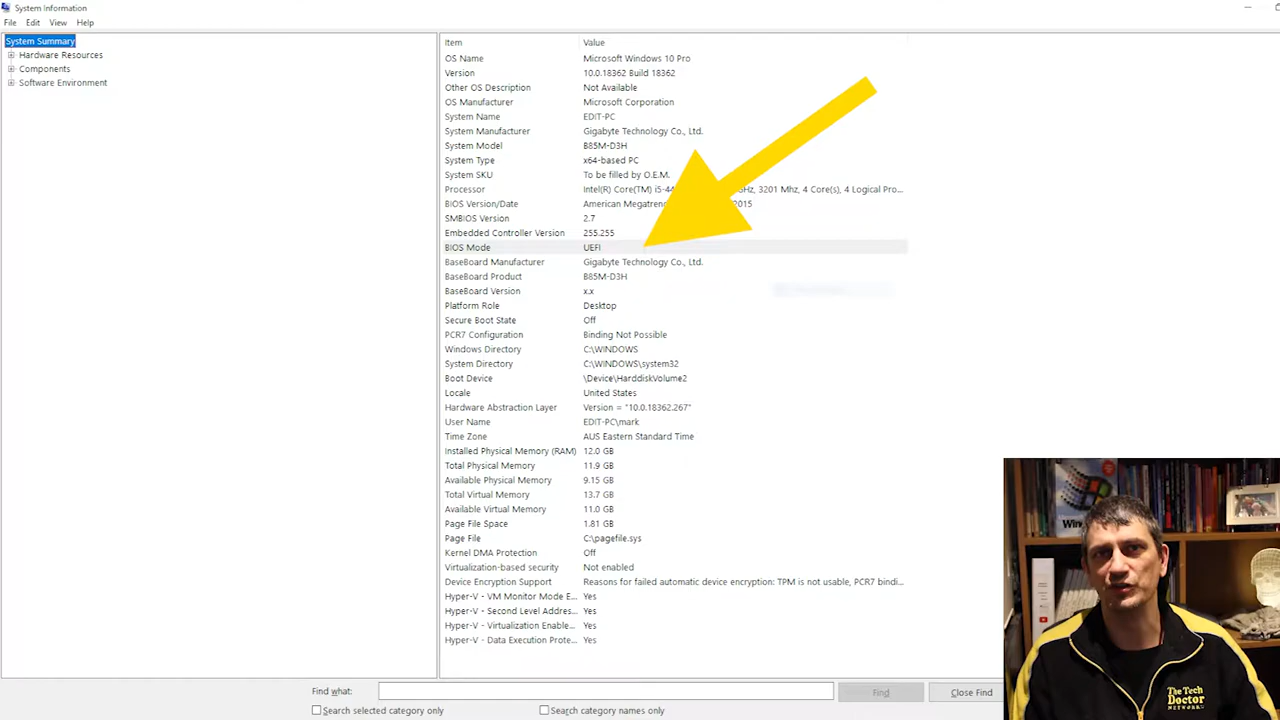 System Information
File Edit View Help
System Summary
Hardware Resources
Components
Software Environment
Item Value
OS Name Microsoft Windows 10 Pro
Version 10.0.18362 Build 18362
Other OS Description Not Available
OS Manufacturer Microsoft Corporation
System Name EDIT-PC
System Manufacturer Gigabyte Technology Co., Ltd.
System Model B85M-D3H
System Type x64-based PC
System SKU To be filled by O.E.M.
Processor Intel(R) Core(TM) i5-44 GHz, 3201 Mhz, 4 Core(s), 4 Logical Pro...
BIOS Version/Date American Megatren 2015
SMBIOS Version 2.7
Embedded Controller Version 255.255
BIOS Mode UEFI
BaseBoard Manufacturer Gigabyte Technology Co., Ltd.
BaseBoard Product B85M-D3H
BaseBoard Version x.x
Platform Role Desktop
Secure Boot State Off
PCR7 Configuration Binding Not Possible
Windows Directory C:\WINDOWS
System Directory C:\WINDOWS\system32
Boot Device \Device\HarddiskVolume2
Locale United States
Hardware Abstraction Layer Version = "10.0.18362.267"
User Name EDIT-PC\mark
Time Zone AUS Eastern Standard Time
Installed Physical Memory (RAM) 12.0 GB
Total Physical Memory 11.9 GB
Available Physical Memory 9.15 GB
Total Virtual Memory 13.7 GB
Available Virtual Memory 11.0 GB
Page File Space 1.81 GB
Page File C:\pagefile.sys
Kernel DMA Protection Off
Virtualization-based security Not enabled
Device Encryption Support Reasons for failed automatic device encryption: TPM is not usable, PCR7 bindi...
Hyper-V - VM Monitor Mode E... Yes
Hyper-V - Second Level Addres... Yes
Hyper-V - Virtualization Enable... Yes
Hyper-V - Data Execution Prote... Yes
Find what: Find Close Find
Search selected category only Search category names only
The Tech
Doctor
NETWORK